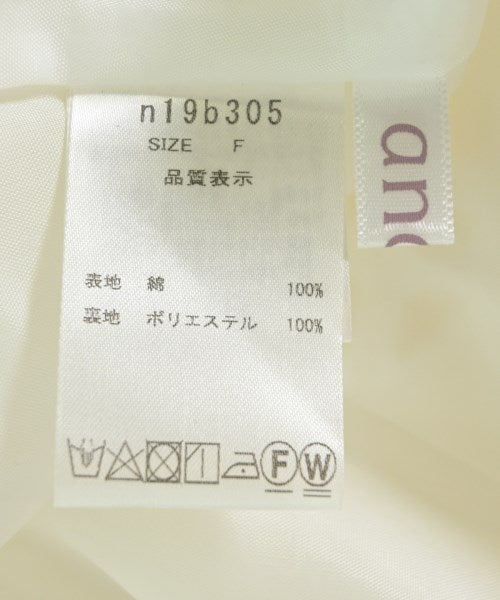 n19b305
SIZE F
品質表示
表地 綿 100%
裏地 ポリエステル 100%
F W
and